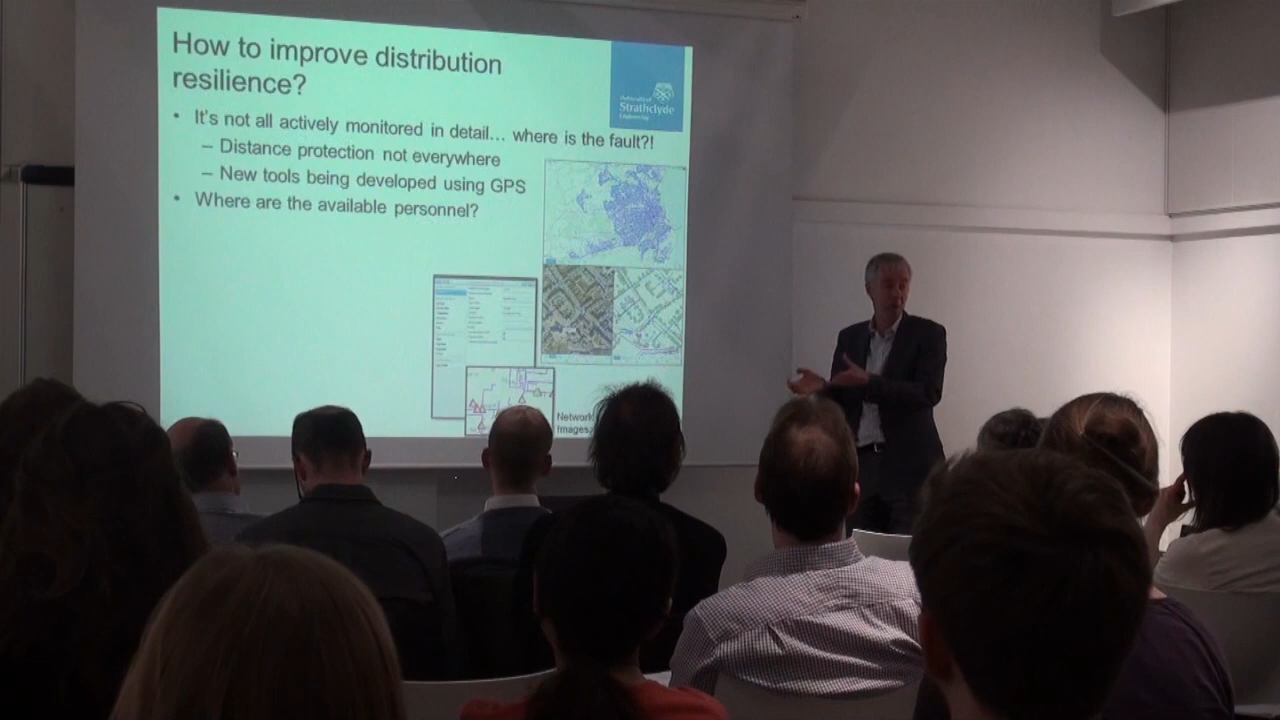 How to improve distribution
resilience?
University of
Strathclyde
Engineering
• It's not all actively monitored in detail... where is the fault?!
– Distance protection not everywhere
– New tools being developed using GPS
• Where are the available personnel?
Network
Images